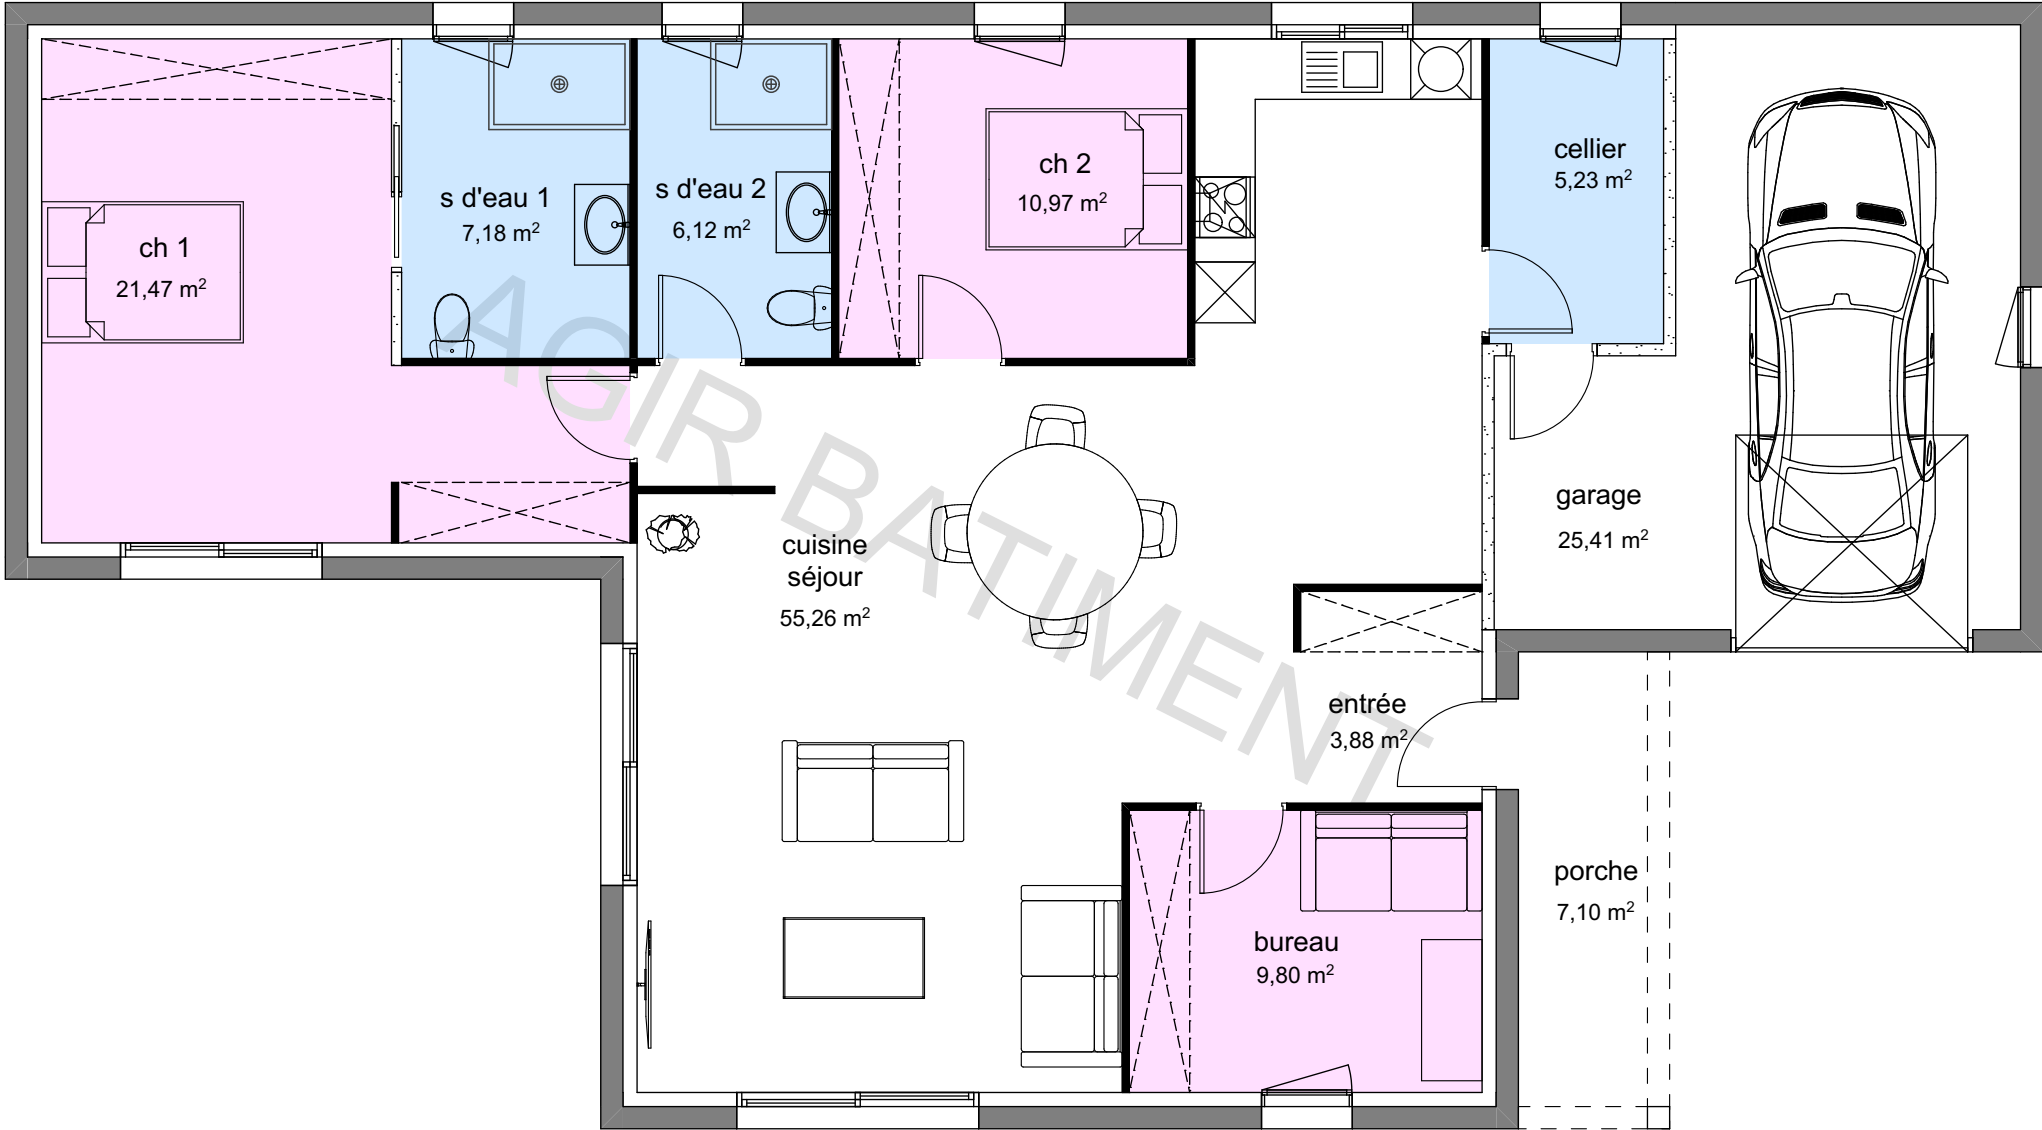 ch 1
21,47 m²
s d'eau 1
7,18 m²
s d'eau 2
6,12 m²
ch 2
10,97 m²
cellier
5,23 m²
garage
25,41 m²
cuisine
séjour
55,26 m²
entrée
3,88 m²
bureau
9,80 m²
porche
7,10 m²
AGIR BATIMENT